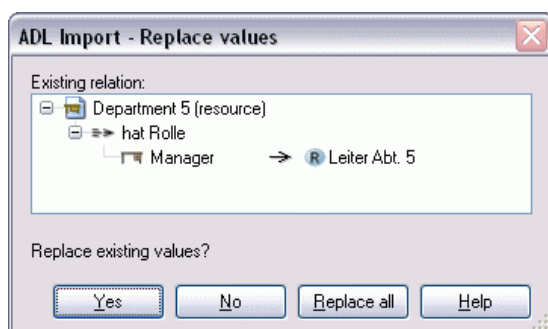 ADL Import - Replace values
Existing relation:
Department 5 (resource)
hat Rolle
Manager → R Leiter Abt. 5
Replace existing values?
Yes No Replace all Help